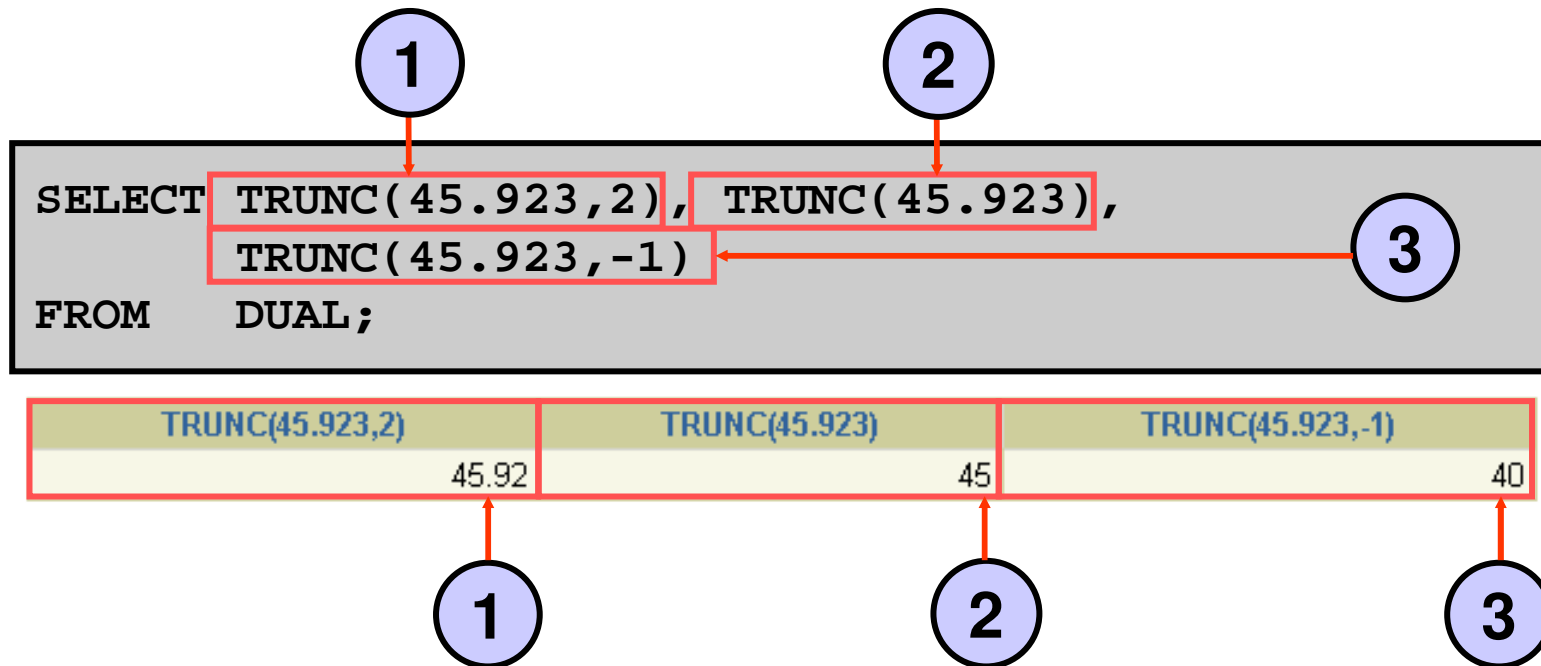 1 2
SELECT TRUNC(45.923,2), TRUNC(45.923),
TRUNC(45.923,-1) 3
FROM DUAL;
TRUNC(45.923,2) TRUNC(45.923) TRUNC(45.923,-1)
45.92 45 40
1 2 3